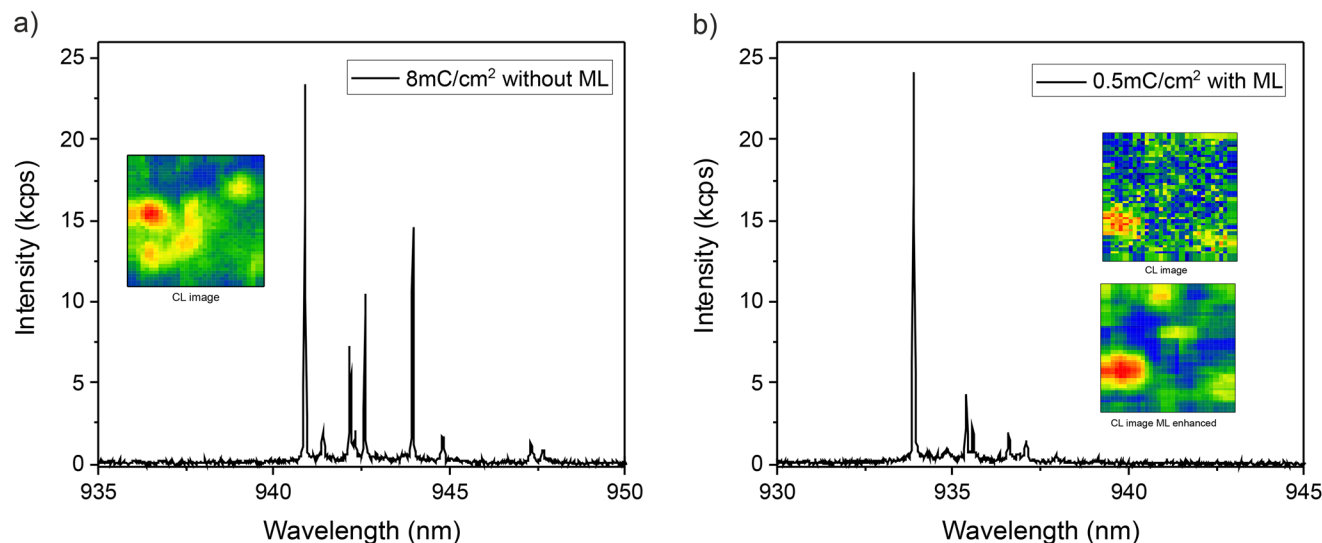 a)
25
20
15
10
5
0
Intensity (kcps)
8mC/cm² without ML
CL image
935
940
945
950
Wavelength (nm)
b)
25
20
15
10
5
0
Intensity (kcps)
0.5mC/cm² with ML
CL image
CL image ML enhanced
930
935
940
945
Wavelength (nm)